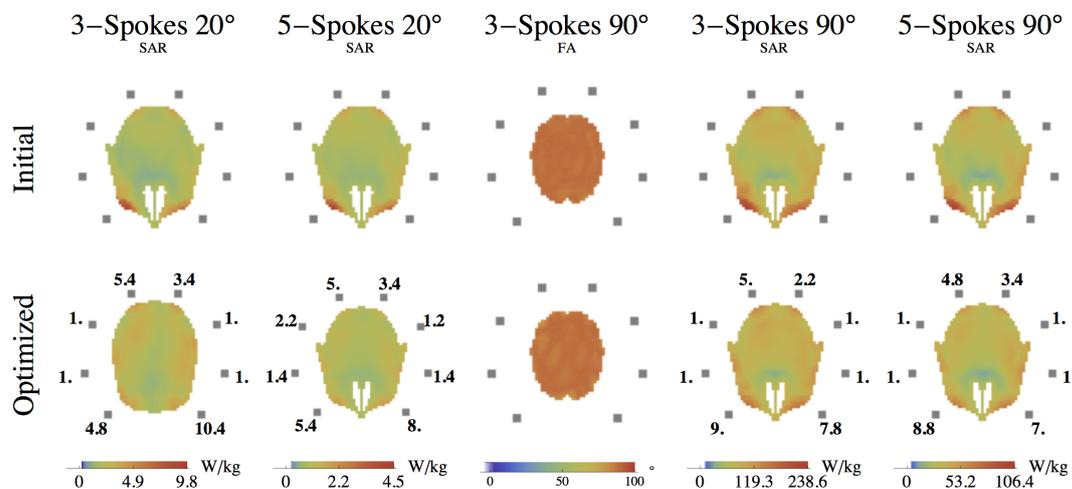 3–Spokes 20° 5–Spokes 20° 3–Spokes 90° 3–Spokes 90° 5–Spokes 90°
SAR SAR FA SAR SAR
Initial
Optimized
5.4 3.4 5. 3.4 5. 2.2 4.8 3.4
1. 1. 2.2 1.2 1. 1. 1. 1.
1. 1. 1.4 1.4 1. 1. 1. 1
4.8 10.4 5.4 8. 9. 7.8 8.8 7.
W/kg W/kg ° W/kg W/kg
0 4.9 9.8 0 2.2 4.5 0 50 100 0 119.3 238.6 0 53.2 106.4